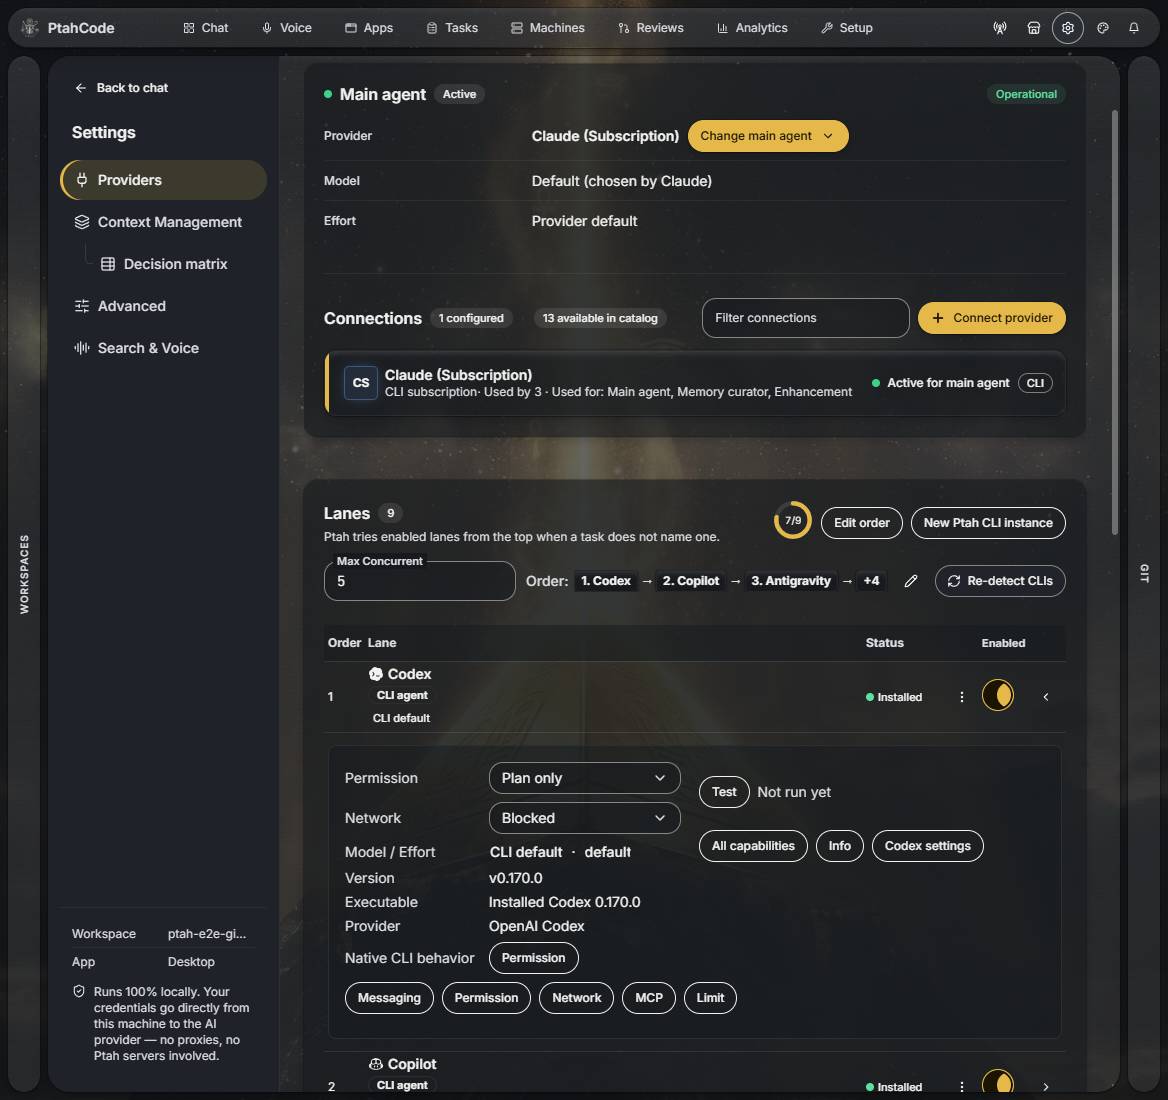 PtahCode
Chat
Voice
Apps
Tasks
Machines
Reviews
Analytics
Setup
WORKSPACES
Back to chat
Settings
Providers
Context Management
Decision matrix
Advanced
Search & Voice
Workspace ptah-e2e-gi...
App Desktop
Runs 100% locally. Your
credentials go directly from
this machine to the AI
provider — no proxies, no
Ptah servers involved.
Main agent Active Operational
Provider Claude (Subscription) Change main agent
Model Default (chosen by Claude)
Effort Provider default
Connections 1 configured 13 available in catalog Filter connections Connect provider
CS
Claude (Subscription)
CLI subscription· Used by 3 · Used for: Main agent, Memory curator, Enhancement
Active for main agent CLI
Lanes 9
Ptah tries enabled lanes from the top when a task does not name one.
7/9 Edit order New Ptah CLI instance
Max Concurrent
5
Order: 1. Codex → 2. Copilot → 3. Antigravity → +4
Re-detect CLIs
Order Lane Status Enabled
1
Codex
CLI agent
CLI default
Installed
Permission Plan only
Network Blocked
Model / Effort CLI default · default
Version v0.170.0
Executable Installed Codex 0.170.0
Provider OpenAI Codex
Native CLI behavior Permission
Test Not run yet
All capabilities Info Codex settings
Messaging Permission Network MCP Limit
2
Copilot
CLI agent
Installed
GIT